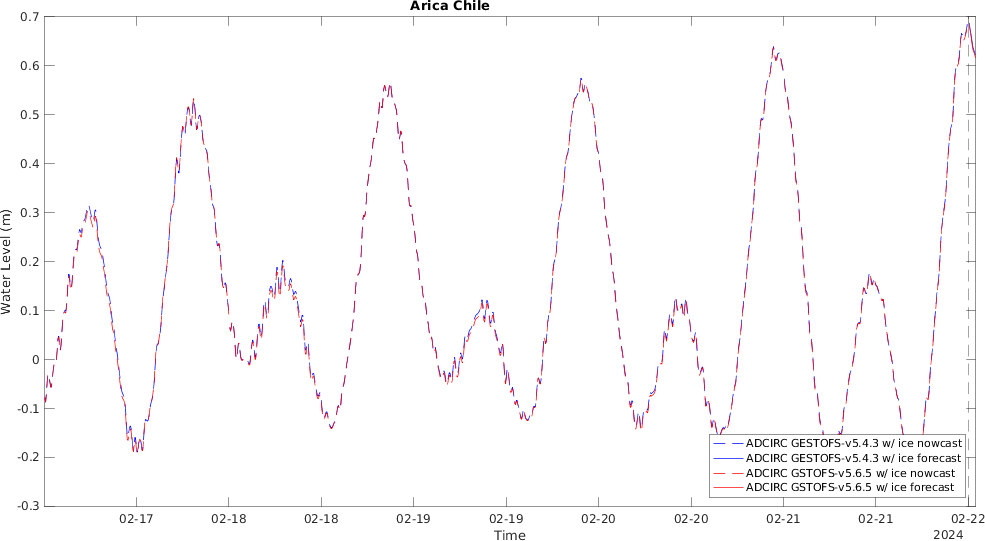 Arica Chile
0.7
0.6
0.5
0.4
0.3
0.2
0.1
0
-0.1
-0.2
-0.3
Water Level (m)
ADCIRC GESTOFS-v5.4.3 w/ ice nowcast
ADCIRC GESTOFS-v5.4.3 w/ ice forecast
ADCIRC GSTOFS-v5.6.5 w/ ice nowcast
ADCIRC GSTOFS-v5.6.5 w/ ice forecast
02-17 02-18 02-18 02-19 02-19 02-20 02-20 02-21 02-21 02-22
Time
2024